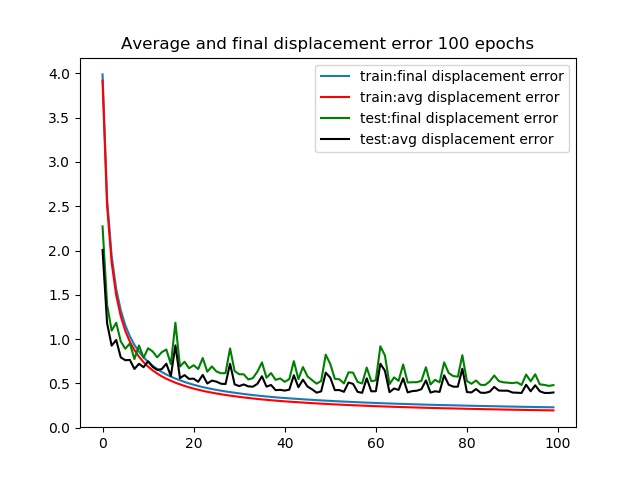 Average and final displacement error 100 epochs
train:final displacement error
train:avg displacement error
test:final displacement error
test:avg displacement error
4.0
3.5
3.0
2.5
2.0
1.5
1.0
0.5
0.0
0 20 40 60 80 100